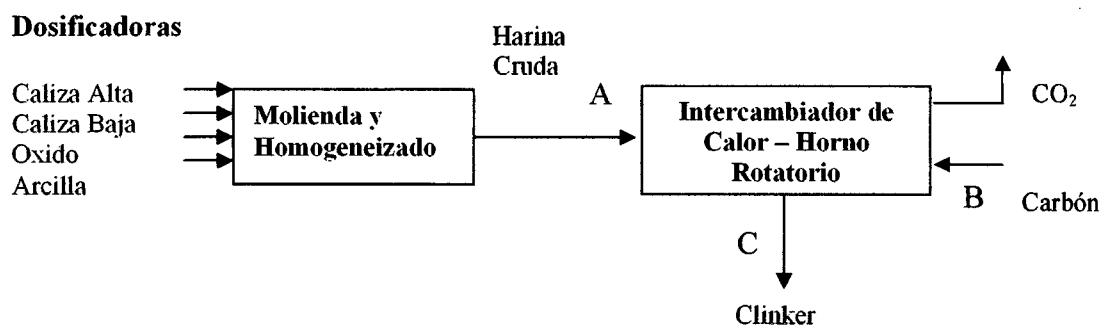 Dosificadoras
Caliza Alta
Caliza Baja
Oxido
Arcilla
Molienda y
Homogeneizado
Harina
Cruda
A
Intercambiador de
Calor – Horno
Rotatorio
CO₂
B
Carbón
C
Clinker